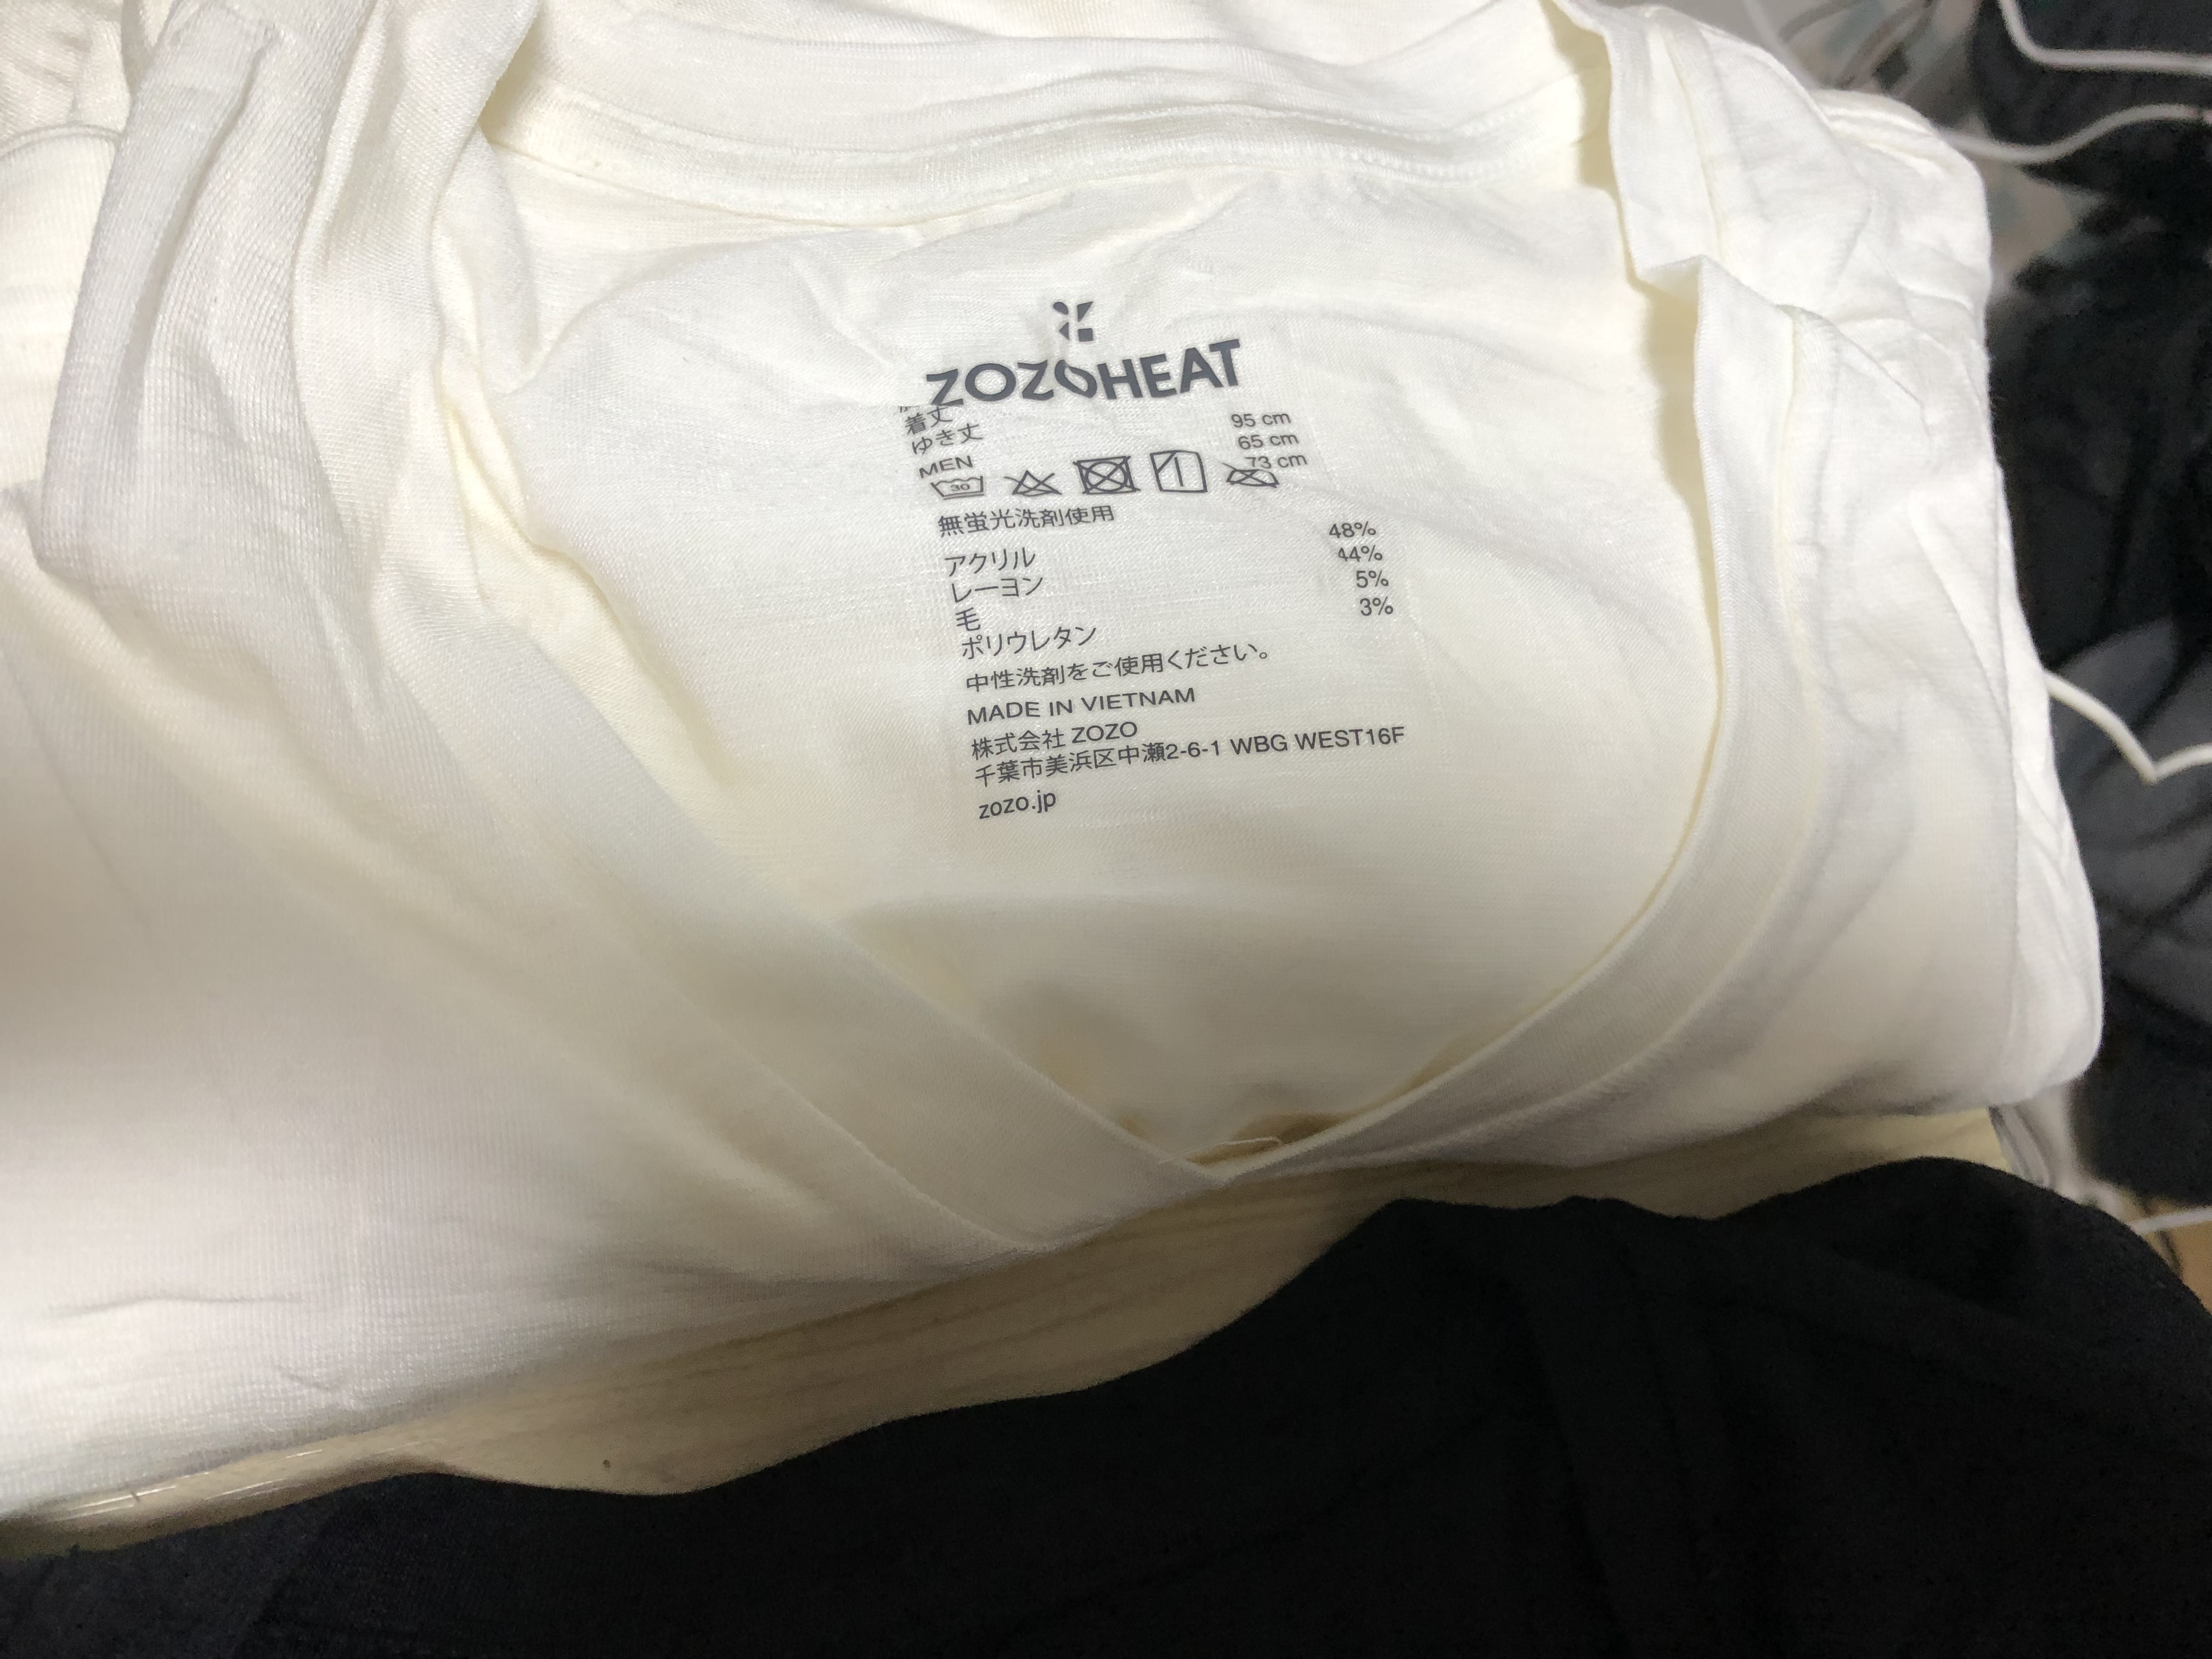 ZOZOHEAT
95 cm
着丈 65 cm
ゆき丈 73 cm
MEN
30
無蛍光洗剤使用
アクリル 48%
レーヨン 44%
毛 5%
ポリウレタン 3%
中性洗剤をご使用ください。
MADE IN VIETNAM
株式会社 ZOZO
千葉市美浜区中瀬2-6-1 WBG WEST16F
zozo.jp